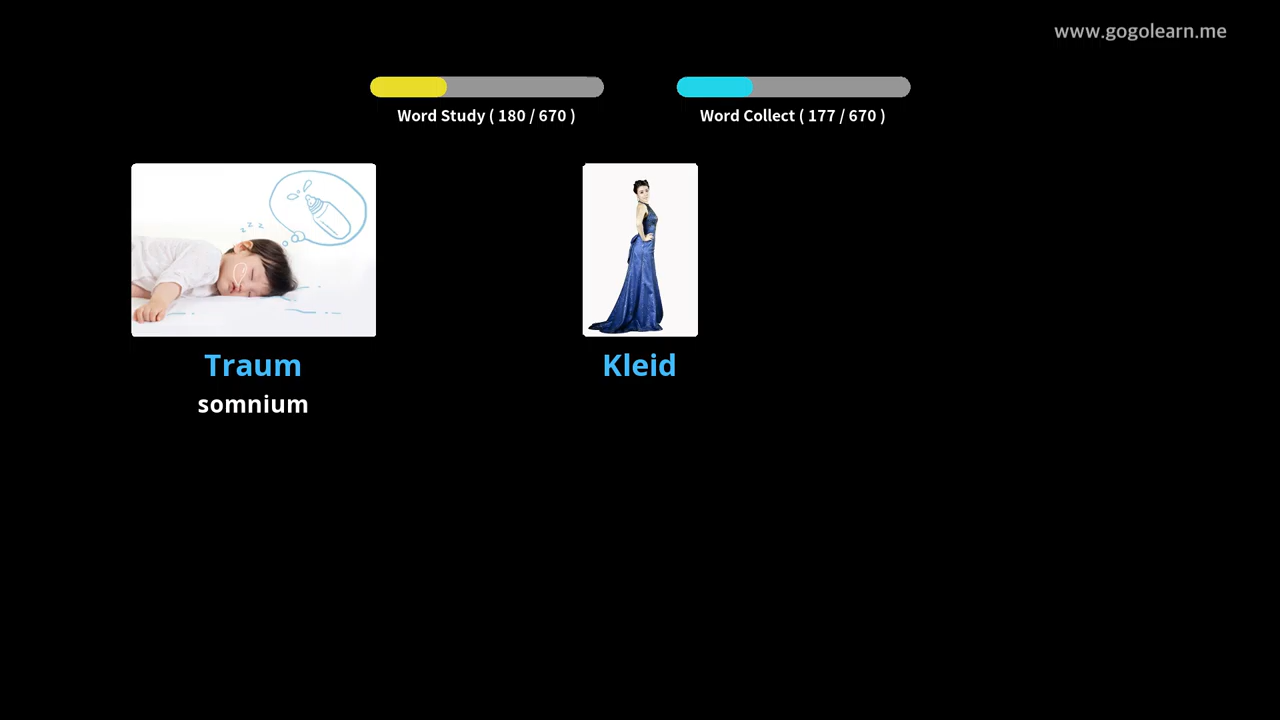 www.gogolearn.me
Word Study ( 180 / 670 )
Word Collect ( 177 / 670 )
z z z
Traum
Kleid
somnium